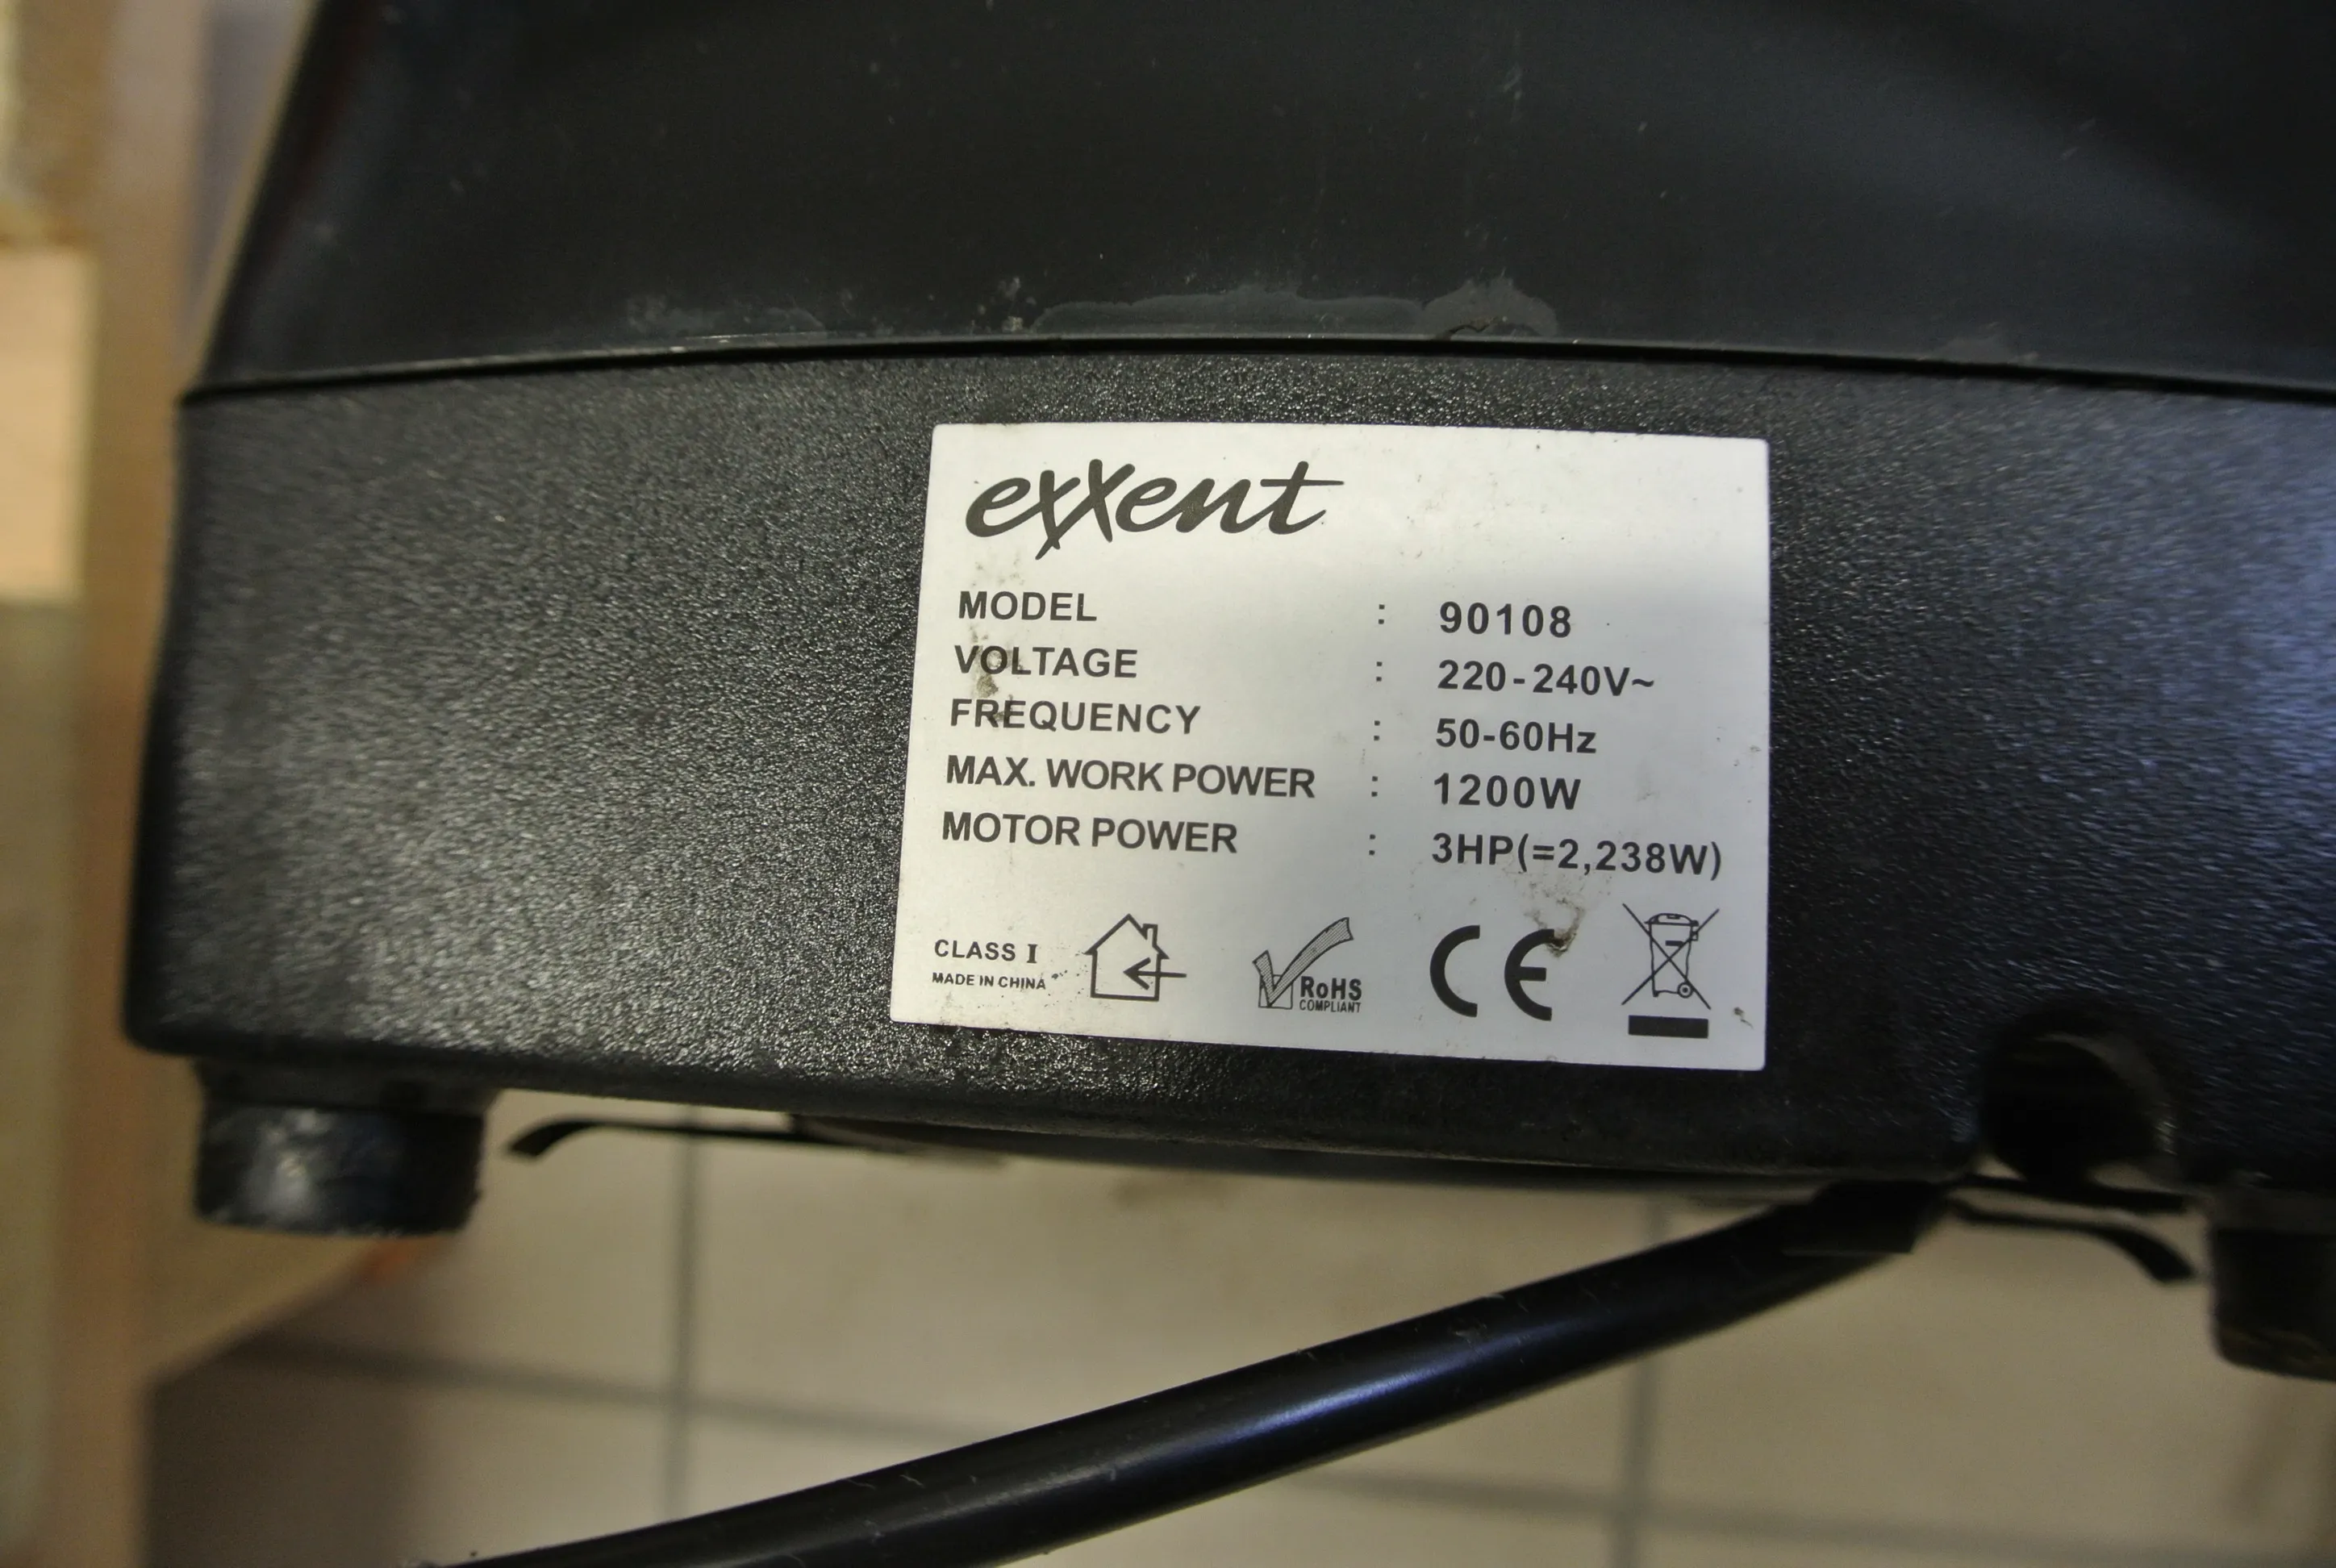 exxent
MODEL : 90108
VOLTAGE : 220-240V~
FREQUENCY : 50-60Hz
MAX. WORK POWER : 1200W
MOTOR POWER : 3HP(=2,238W)
CLASS I
MADE IN CHINA
RoHS
COMPLIANT
CE